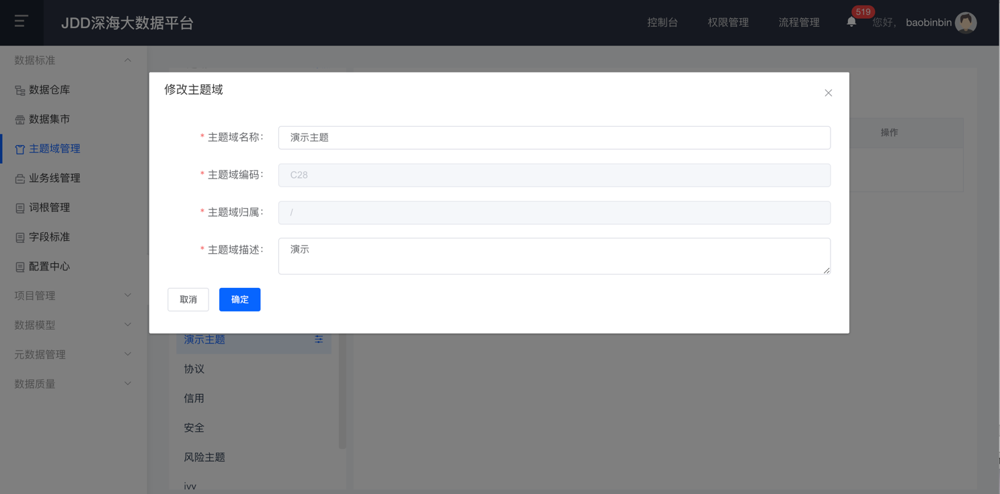 JDD深海大数据平台
控制台
权限管理
流程管理
519
您好， baobinbin
数据标准
数据仓库
数据集市
主题域管理
业务线管理
词根管理
字段标准
配置中心
项目管理
数据模型
元数据管理
数据质量
修改主题域
* 主题域名称： 演示主题
* 主题域编码： C28
* 主题域归属： /
* 主题域描述： 演示
取消
确定
操作
演示主题
协议
信用
安全
风险主题